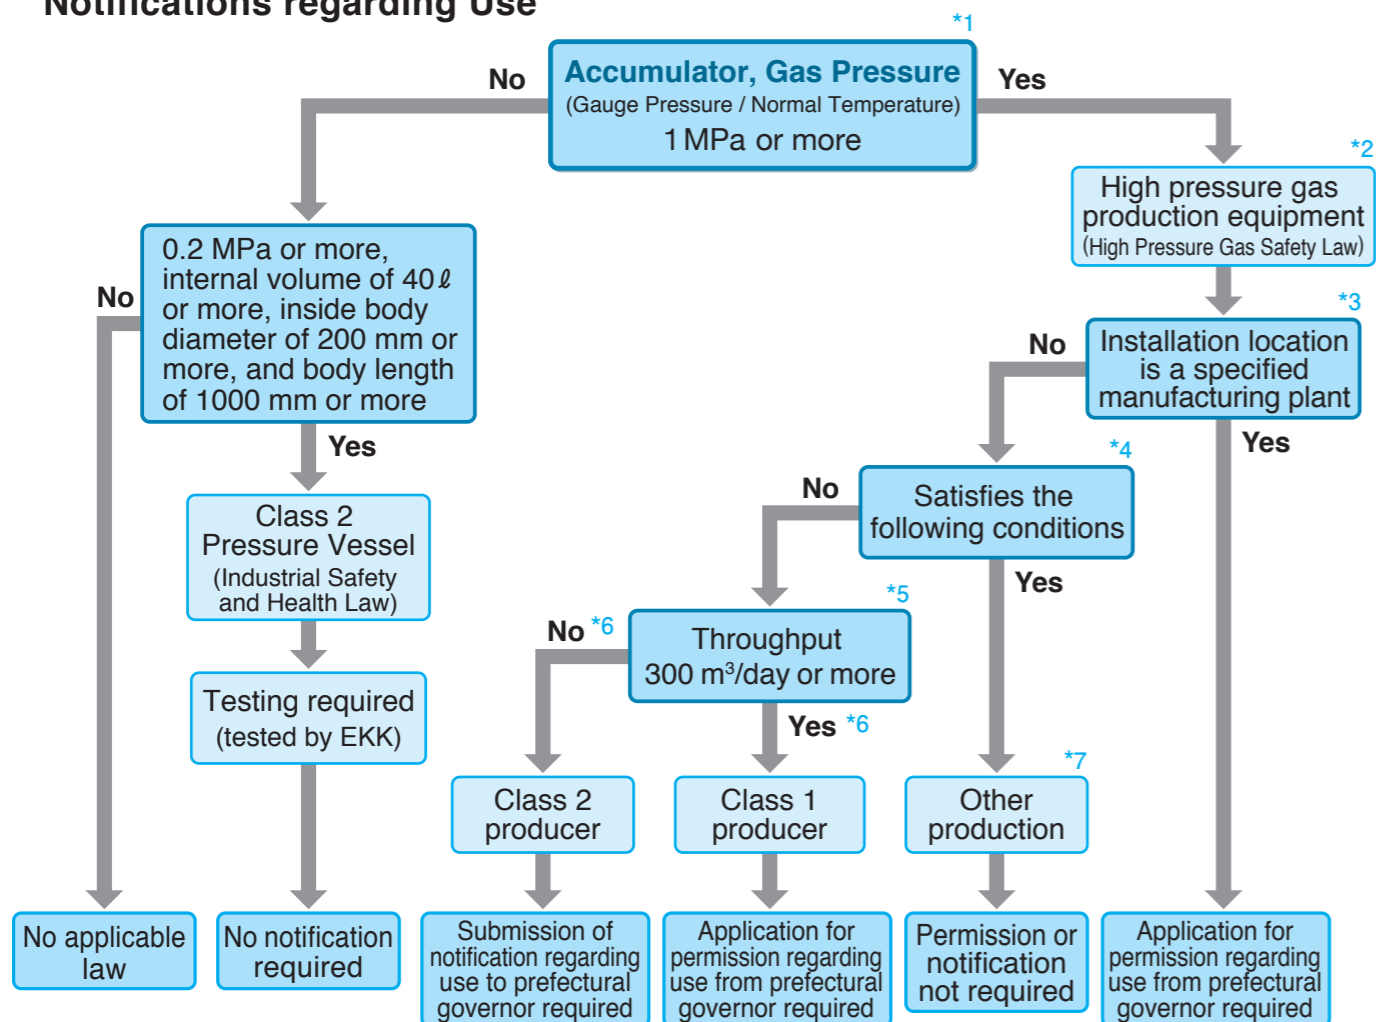 Notifications regarding Use
*1
Accumulator, Gas Pressure
(Gauge Pressure / Normal Temperature)
1 MPa or more
No
Yes
*2
High pressure gas
production equipment
(High Pressure Gas Safety Law)
0.2 MPa or more,
internal volume of 40 ℓ
or more, inside body
diameter of 200 mm or
more, and body length
of 1000 mm or more
No
Yes
*3
Installation location
is a specified
manufacturing plant
No
Yes
*4
Satisfies the
following conditions
No
Yes
Class 2
Pressure Vessel
(Industrial Safety
and Health Law)
*5
Throughput
300 m³/day or more
No *6
Yes *6
Testing required
(tested by EKK)
Class 2
producer
Class 1
producer
*7
Other
production
No applicable
law
No notification
required
Submission of
notification regarding
use to prefectural
governor required
Application for
permission regarding
use from prefectural
governor required
Permission or
notification
not required
Application for
permission regarding
use from prefectural
governor required